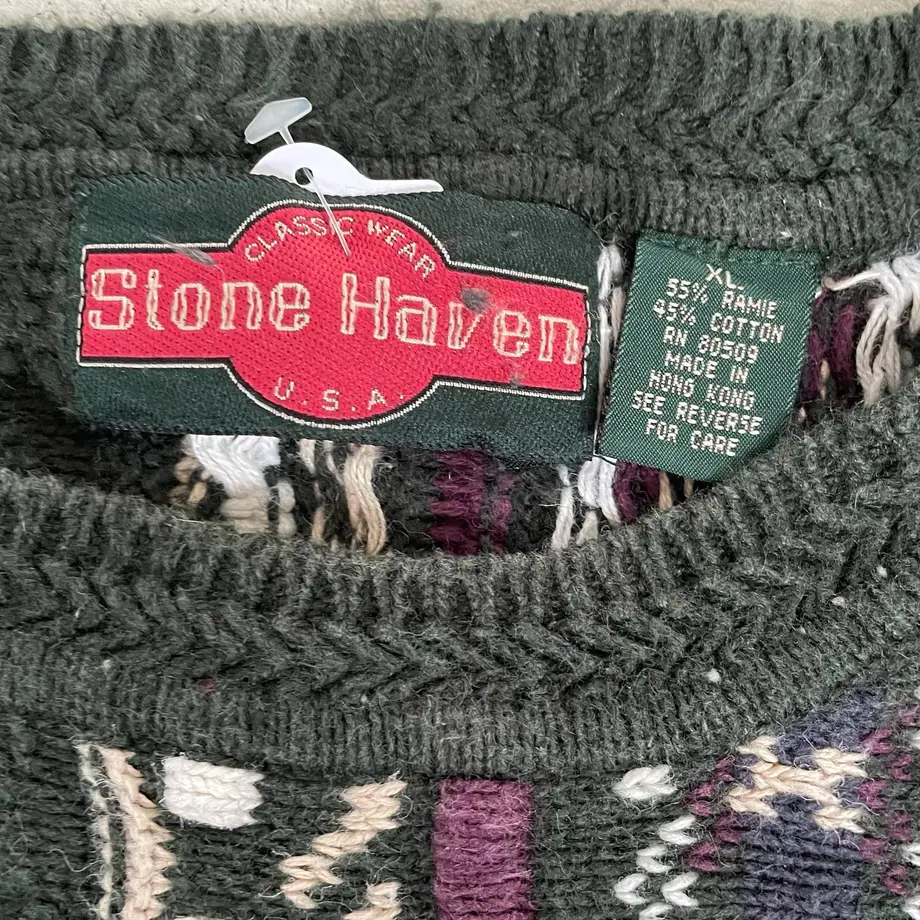 CLASSIC WEAR
Stone Haven
U.S.A.
XL
55% RAMIE
45% COTTON
RN 80509
MADE IN
HONG KONG
SEE REVERSE
FOR CARE